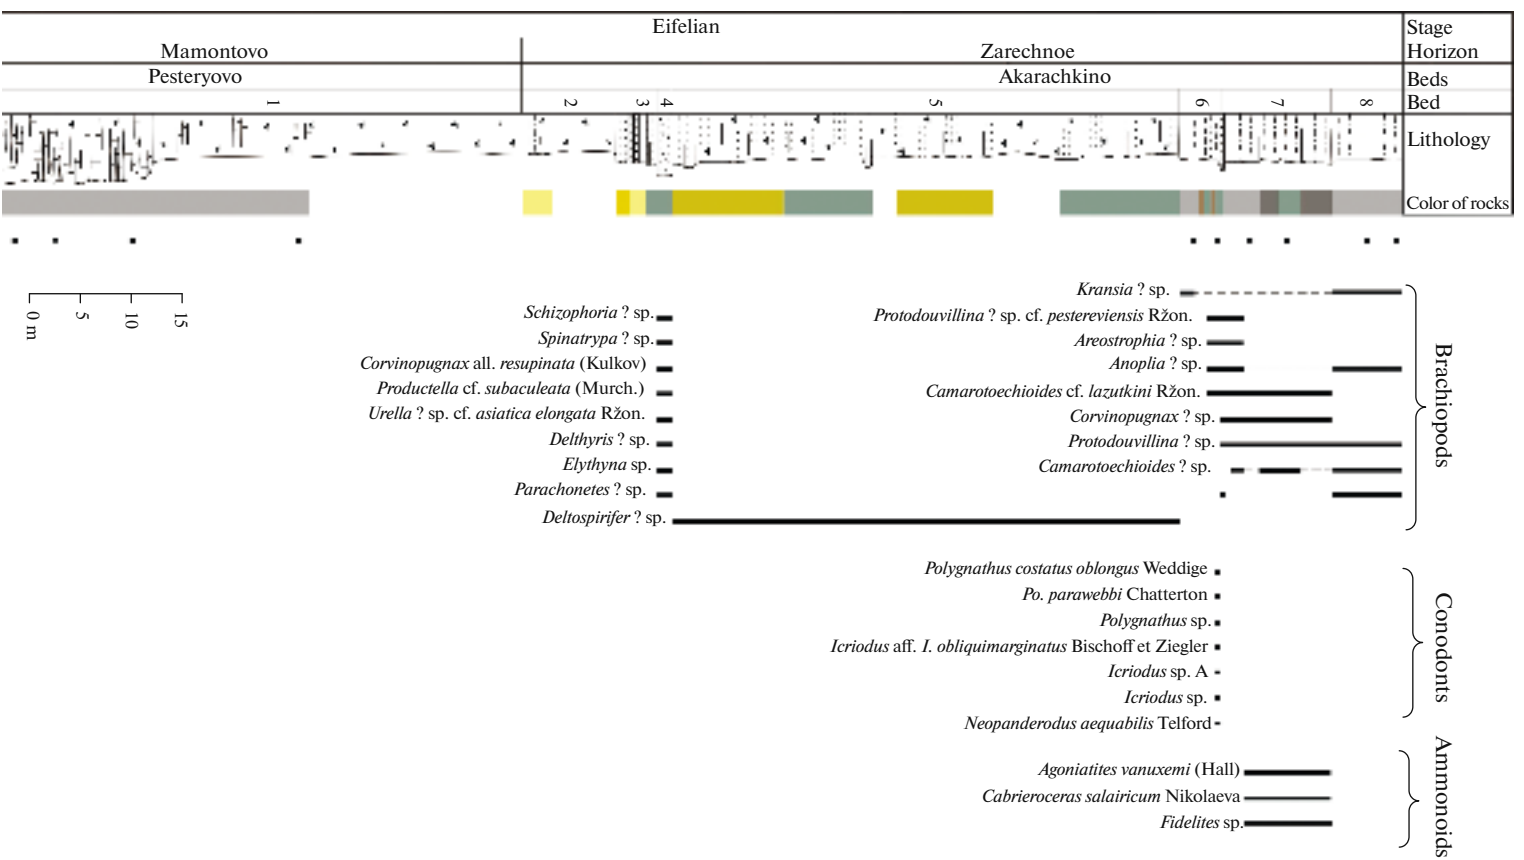 Eifelian Stage
Mamontovo Zarechnoe Horizon
Pesteryovo Akarachkino Beds
1 2 3 4 5 6 7 8 Bed
Lithology
Color of rocks
0 m 5 10 15
Kransia ? sp.
Schizophoria ? sp. Protodouvillina ? sp. cf. pestereviensis Ržon.
Spinatrypa ? sp. Areostrophia ? sp.
Corvinopugnax all. resupinata (Kulkov) Anoplia ? sp.
Productella cf. subaculeata (Murch.) Camarotoechioides cf. lazutkini Ržon.
Urella ? sp. cf. asiatica elongata Ržon. Corvinopugnax ? sp.
Delthyris ? sp. Protodouvillina ? sp.
Elythyna sp. Camarotoechioides ? sp.
Parachonetes ? sp.
Deltospirifer ? sp.
Brachiopods
Polygnathus costatus oblongus Weddige
Po. parawebbi Chatterton
Polygnathus sp.
Icriodus aff. I. obliquimarginatus Bischoff et Ziegler
Icriodus sp. A
Icriodus sp.
Neopanderodus aequabilis Telford
Conodonts
Agoniatites vanuxemi (Hall)
Cabrieroceras salairicum Nikolaeva
Fidelites sp.
Ammonoids